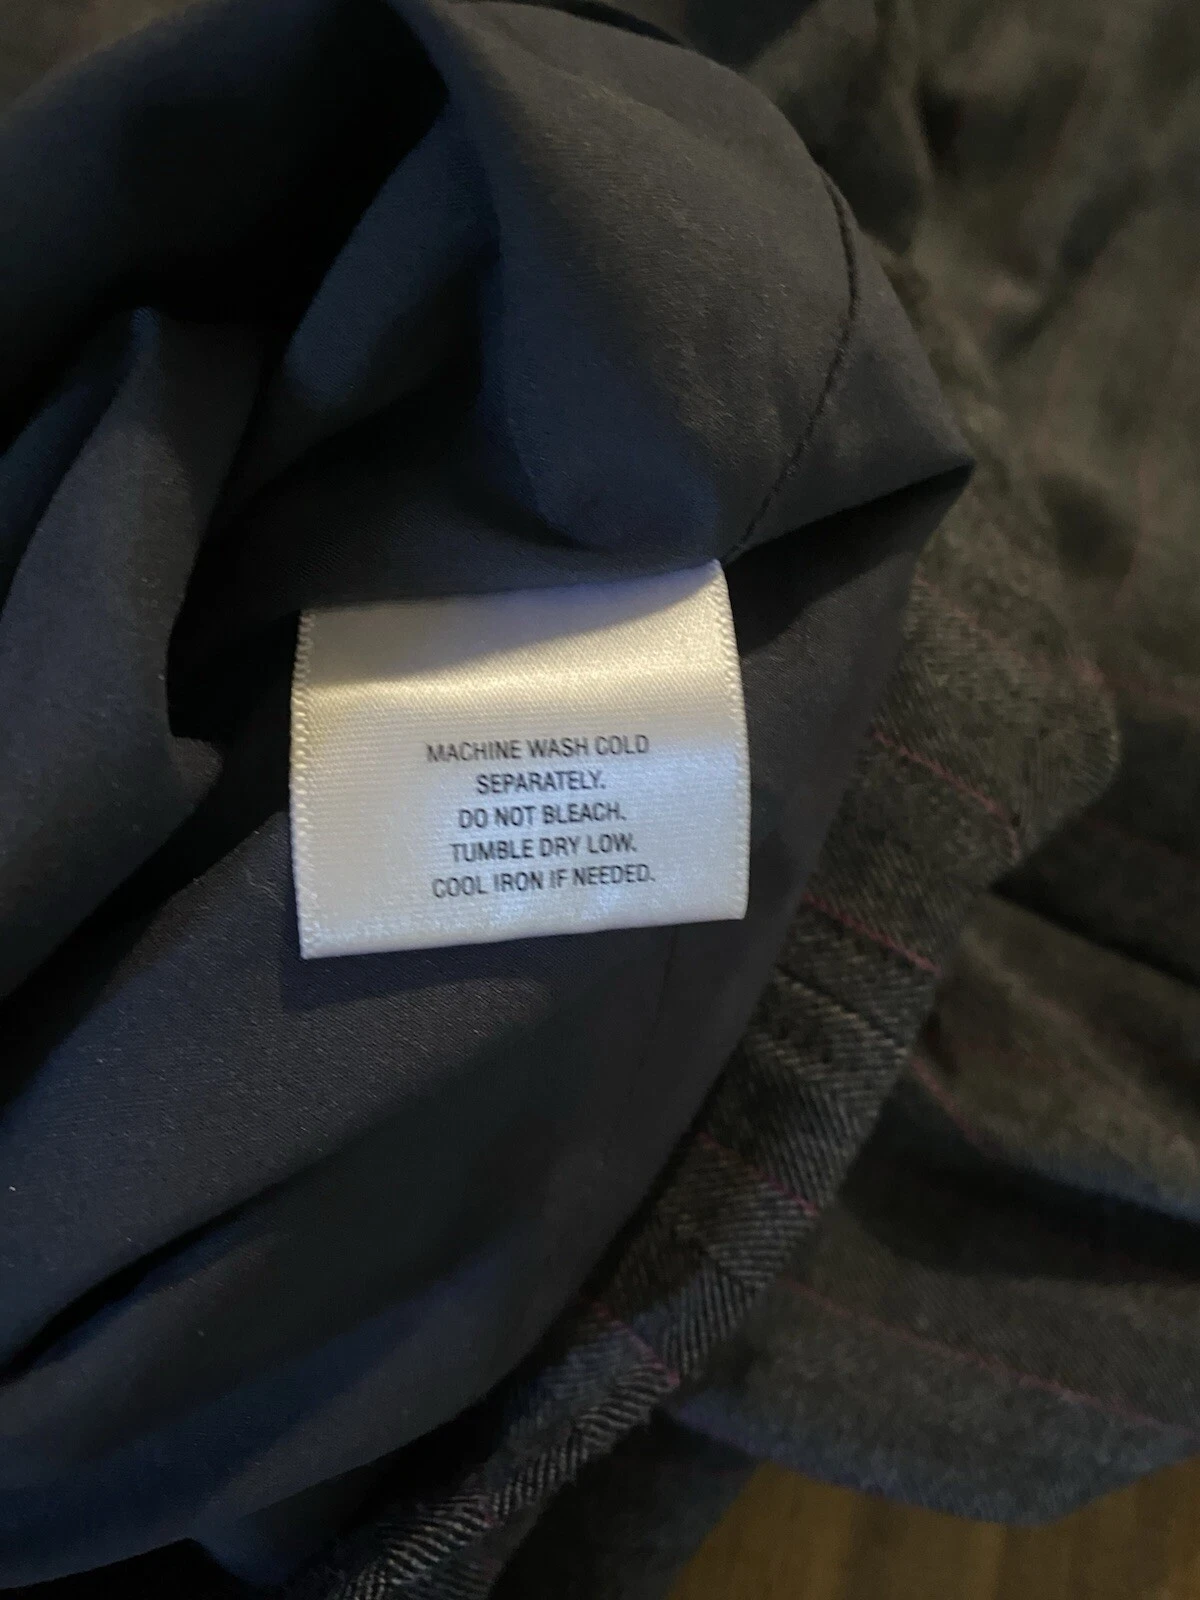 MACHINE WASH COLD
SEPARATELY.
DO NOT BLEACH.
TUMBLE DRY LOW.
COOL IRON IF NEEDED.